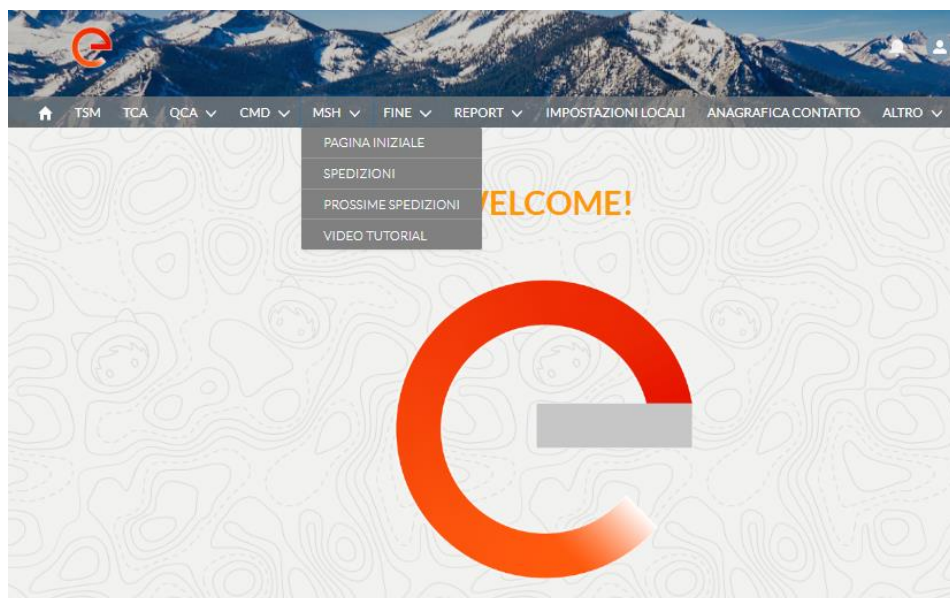 TSM TCA QCA CMD MSH FINE REPORT IMPOSTAZIONI LOCALI ANAGRAFICA CONTATTO ALTRO
PAGINA INIZIALE
SPEDIZIONI
PROSSIME SPEDIZIONI
ELCOME!
VIDEO TUTORIAL